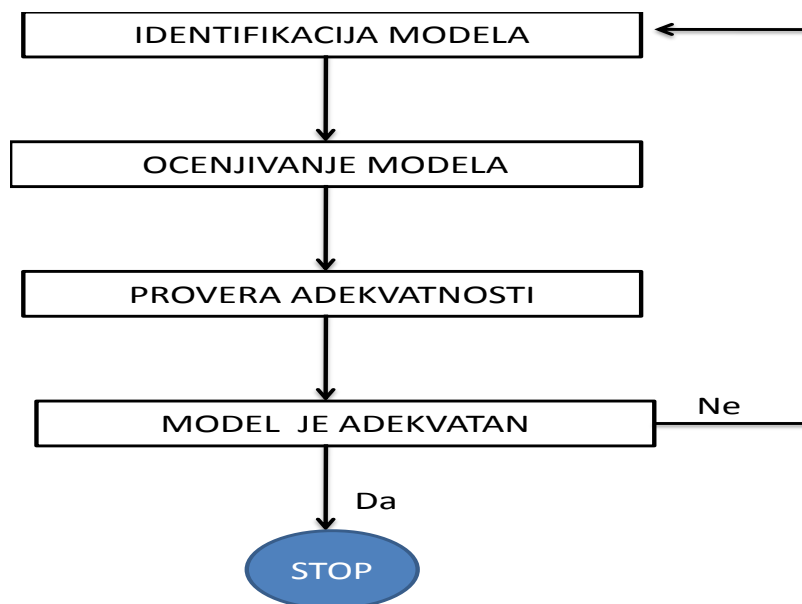 IDENTIFIKACIJA MODELA
OCENJIVANJE MODELA
PROVERA ADEKVATNOSTI
MODEL JE ADEKVATAN
Ne
Da
STOP